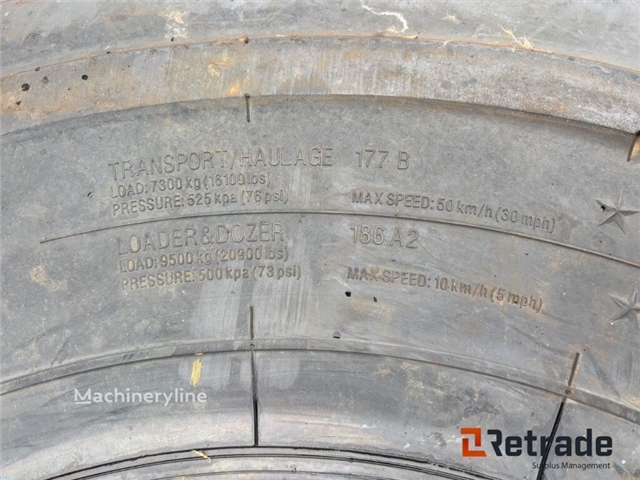 TRANSPORT/HAULAGE 177 B
LOAD: 7300 kg (16100 lbs)
PRESSURE: 525 kpa (76 psi) MAX SPEED: 50 km/h (30 mph)
LOADER & DOZER 186 A2
LOAD: 9500 kg (20900 lbs)
PRESSURE: 500 kpa (73 psi) MAX SPEED: 10 km/h (5 mph)
Machineryline
Retrade
Surplus Management